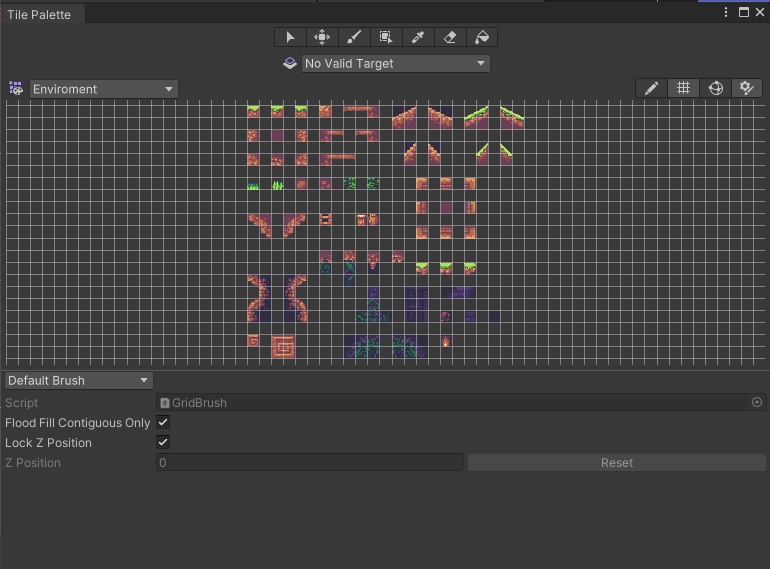 Tile Palette
No Valid Target
Enviroment
Default Brush
Script
GridBrush
Flood Fill Contiguous Only
Lock Z Position
Z Position
0
Reset